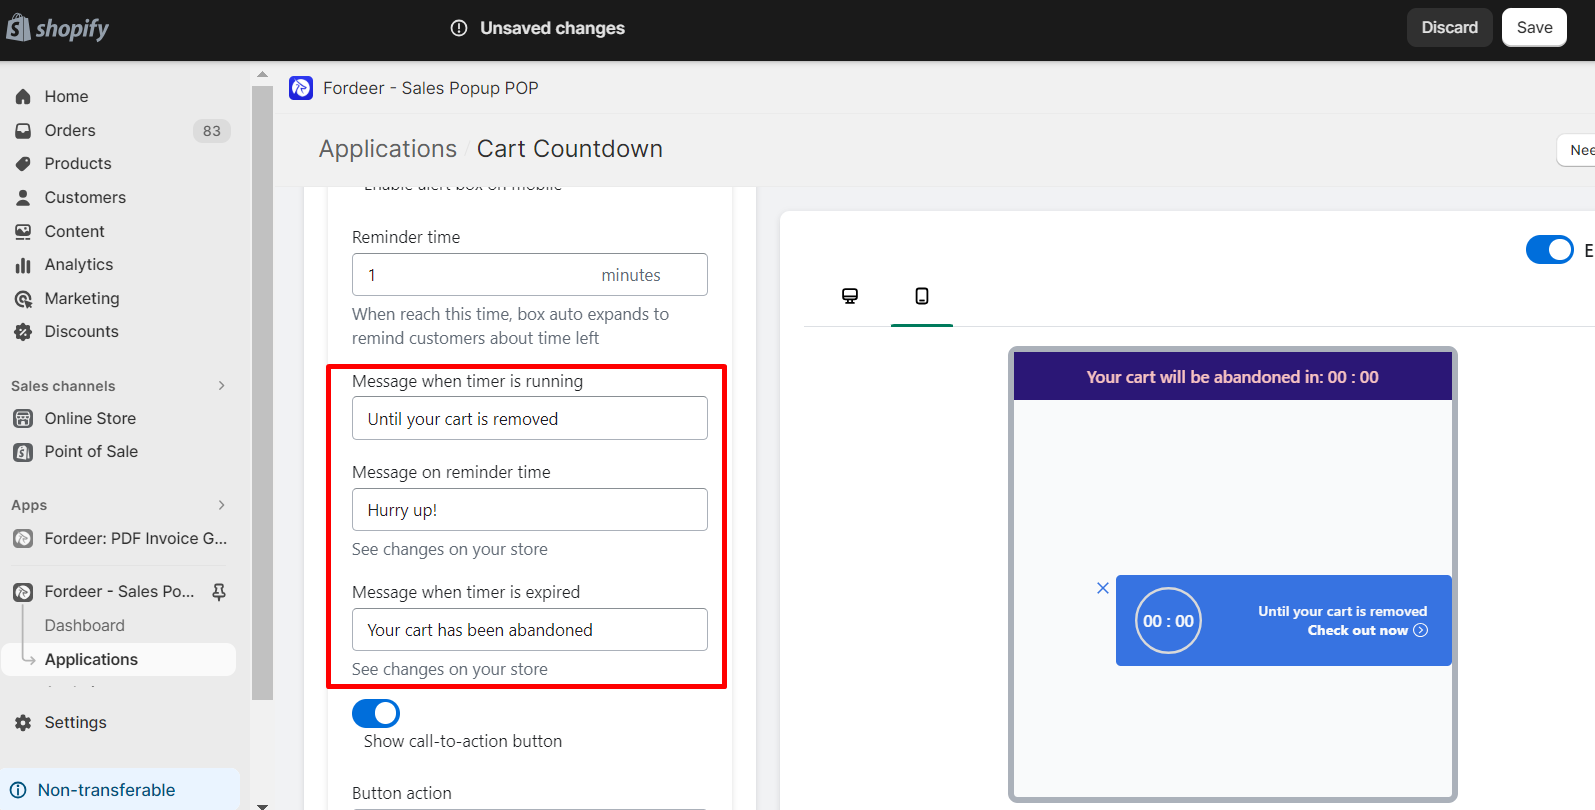 shopify
Unsaved changes
Discard
Save
Home
Orders
83
Products
Customers
Content
Analytics
Marketing
Discounts
Sales channels
Online Store
Point of Sale
Apps
Fordeer: PDF Invoice G...
Fordeer - Sales Po...
Dashboard
Applications
Settings
Non-transferable
Fordeer - Sales Popup POP
Applications / Cart Countdown
Nee
Enable alert box on mobile
Reminder time
1 minutes
When reach this time, box auto expands to
remind customers about time left
Message when timer is running
Until your cart is removed
Message on reminder time
Hurry up!
See changes on your store
Message when timer is expired
Your cart has been abandoned
See changes on your store
Show call-to-action button
Button action
E
Your cart will be abandoned in: 00 : 00
00 : 00
Until your cart is removed
Check out now